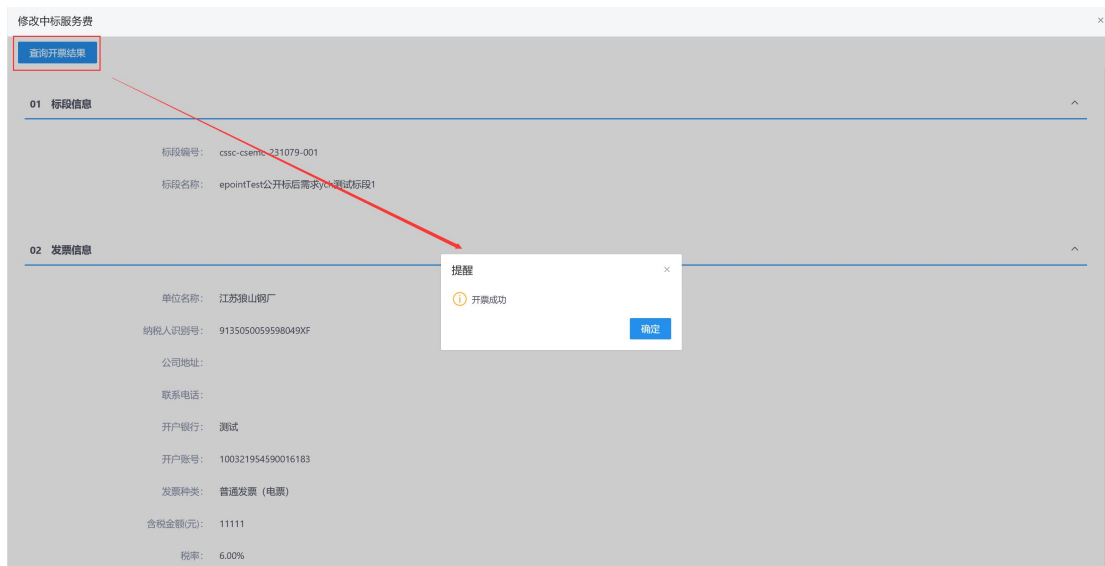 修改中标服务费
查询开票结果
01 标段信息
标段编号： cssc-cseme-231079-001
标段名称： epointTest公开标后需求ych测试标段1
02 发票信息
提醒
开票成功
确定
单位名称： 江苏狼山钢厂
纳税人识别号： 9135050059598049XF
公司地址：
联系电话：
开户银行： 测试
开户账号： 100321954590016183
发票种类： 普通发票（电票）
含税金额(元)： 11111
税率： 6.00%